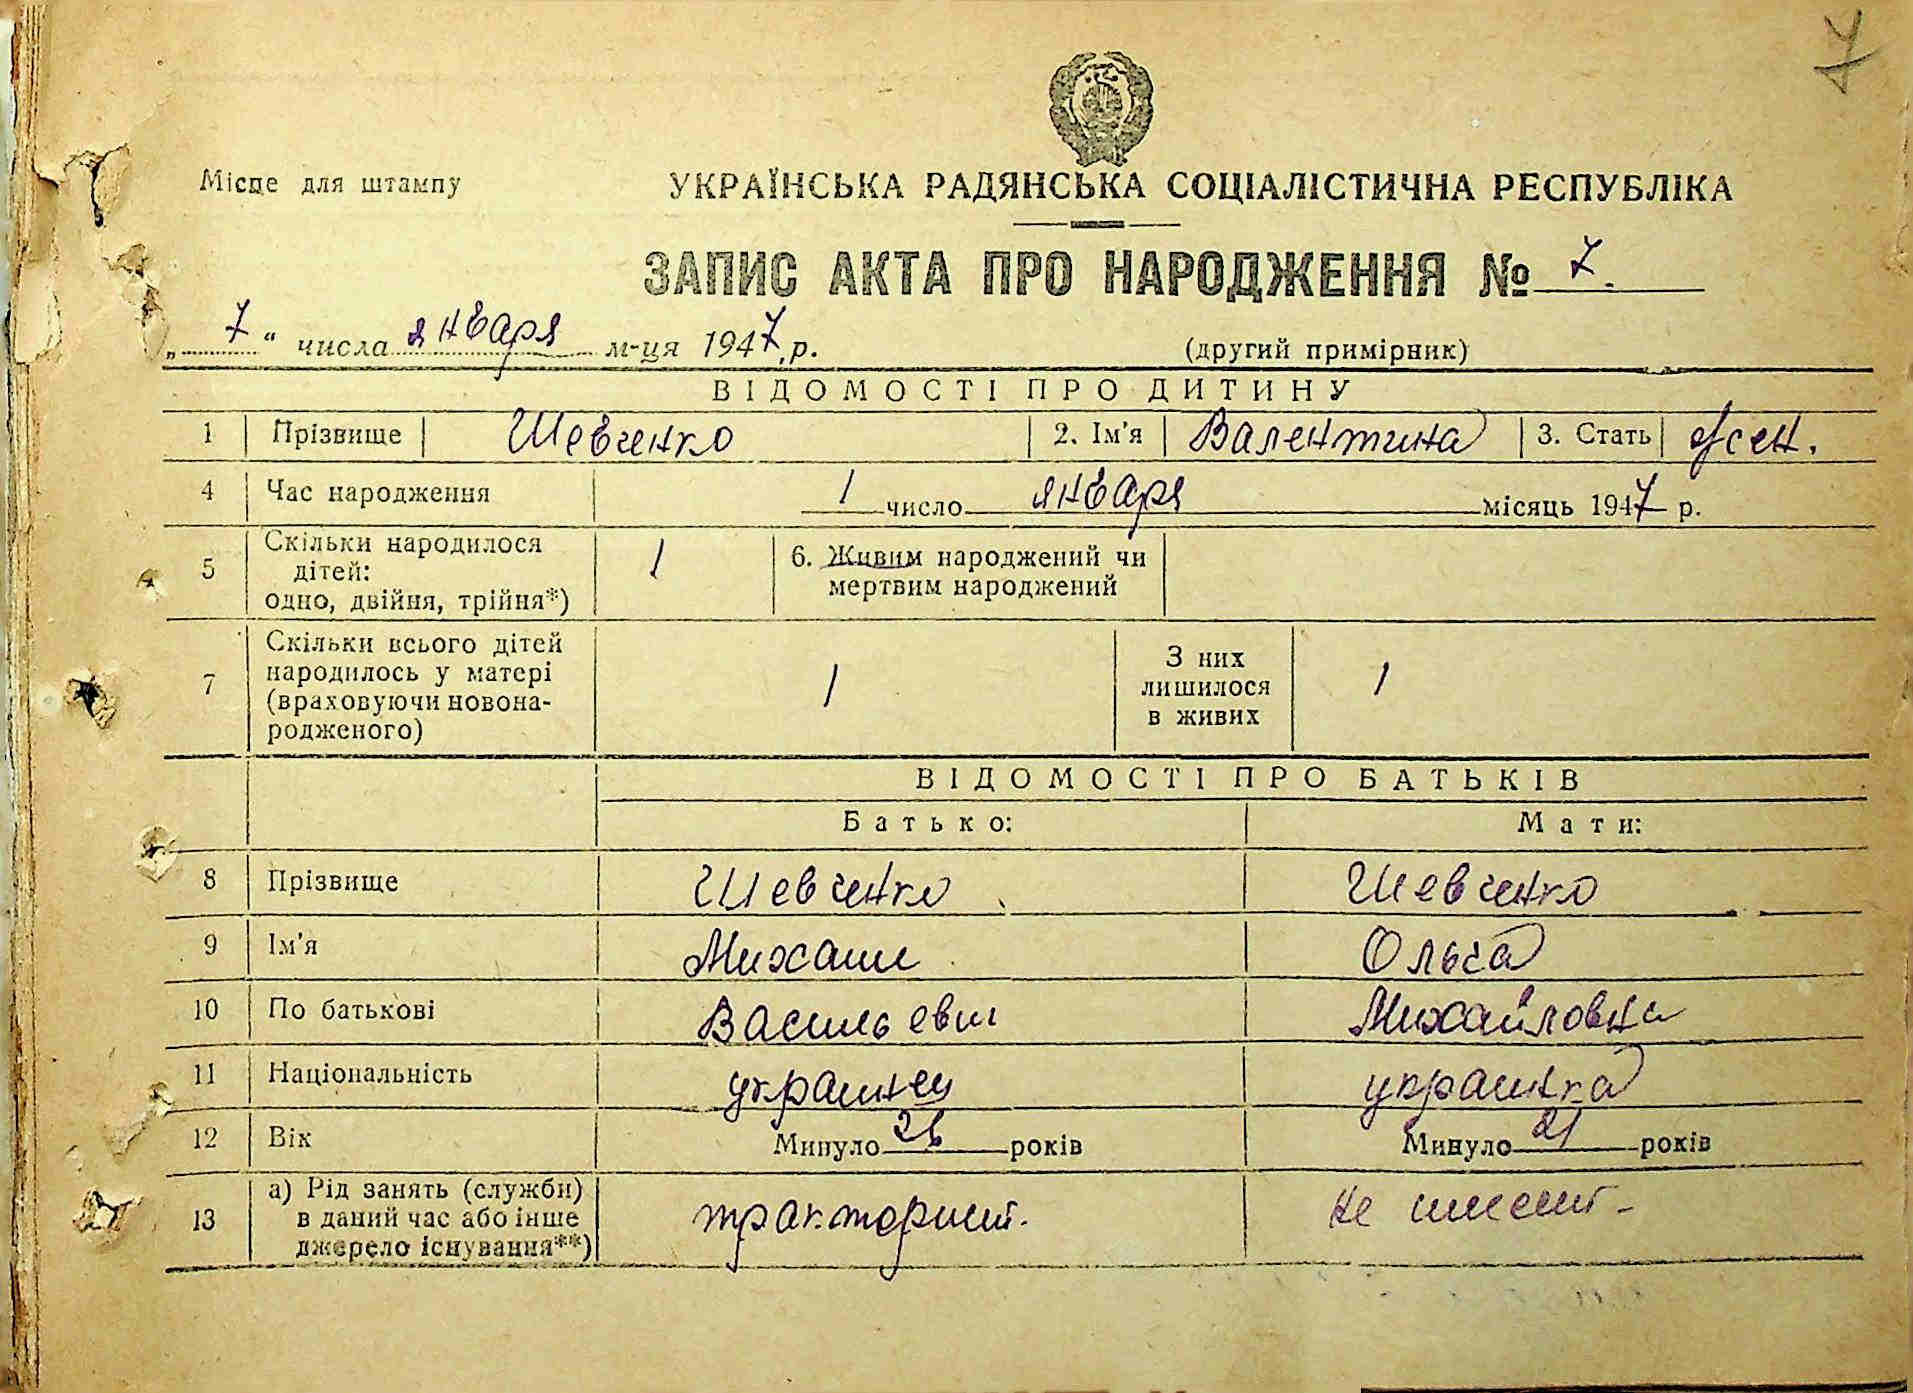 7
Місце для штампу
УКРАЇНСЬКА РАДЯНСЬКА СОЦІАЛІСТИЧНА РЕСПУБЛІКА
ЗАПИС АКТА ПРО НАРОДЖЕННЯ № 7.
„7“ числа января м-ця 1947 р.
(другий примірник)
ВІДОМОСТІ ПРО ДИТИНУ
1 Прізвище Шевченко 2. Ім'я Валентина 3. Стать жен.
4 Час народження 1 число января місяць 1947 р.
5 Скільки народилося
дітей:
одно, двійня, трійня*) 1
6. Живим народжений чи
мертвим народжений
7 Скільки всього дітей
народилось у матері
(враховуючи новона-
родженого) 1
З них
лишилося
в живих 1
ВІДОМОСТІ ПРО БАТЬКІВ
Батько: Мати:
8 Прізвище Шевченко Шевченко
9 Ім'я Михаил Ольга
10 По батькові Васильевич Михайловна
11 Національність украинец украинка
12 Вік Минуло 26 років Минуло 21 років
13 а) Рід занять (служби)
в даний час або інше
джерело існування**) тракторист. не имеет-